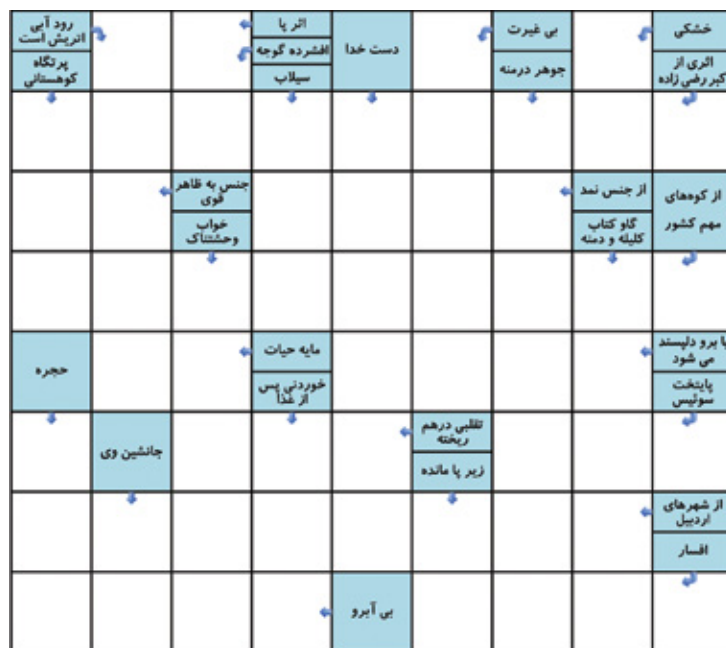 خشکی
اثری از
کبر رضی زاده
بی غیرت
جوهر درمنه
دست خدا
اثر پا
افشرده گوجه
سیلاب
رود آبی
اتریش است
پرتگاه
کوهستانی
از کوه‌های
مهم کشور
از جنس نمد
گاو کتاب
کلیله و دمنه
جنس به ظاهر
قوی
خواب
وحشتناک
با برو دلپسند
می شود
پایتخت
سوئیس
مایه حیات
خوردنی پس
از غذا
حجره
تقلبی درهم
ریخته
زیر پا مانده
جانشین وی
از شهرهای
اردبیل
افسار
بی آبرو